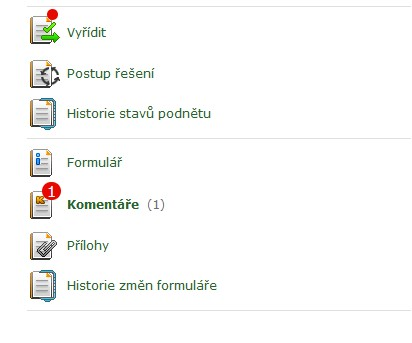 Vyřídit
Postup řešení
Historie stavů podnětu
Formulář
1
K
Komentáře (1)
Přílohy
Historie změn formuláře